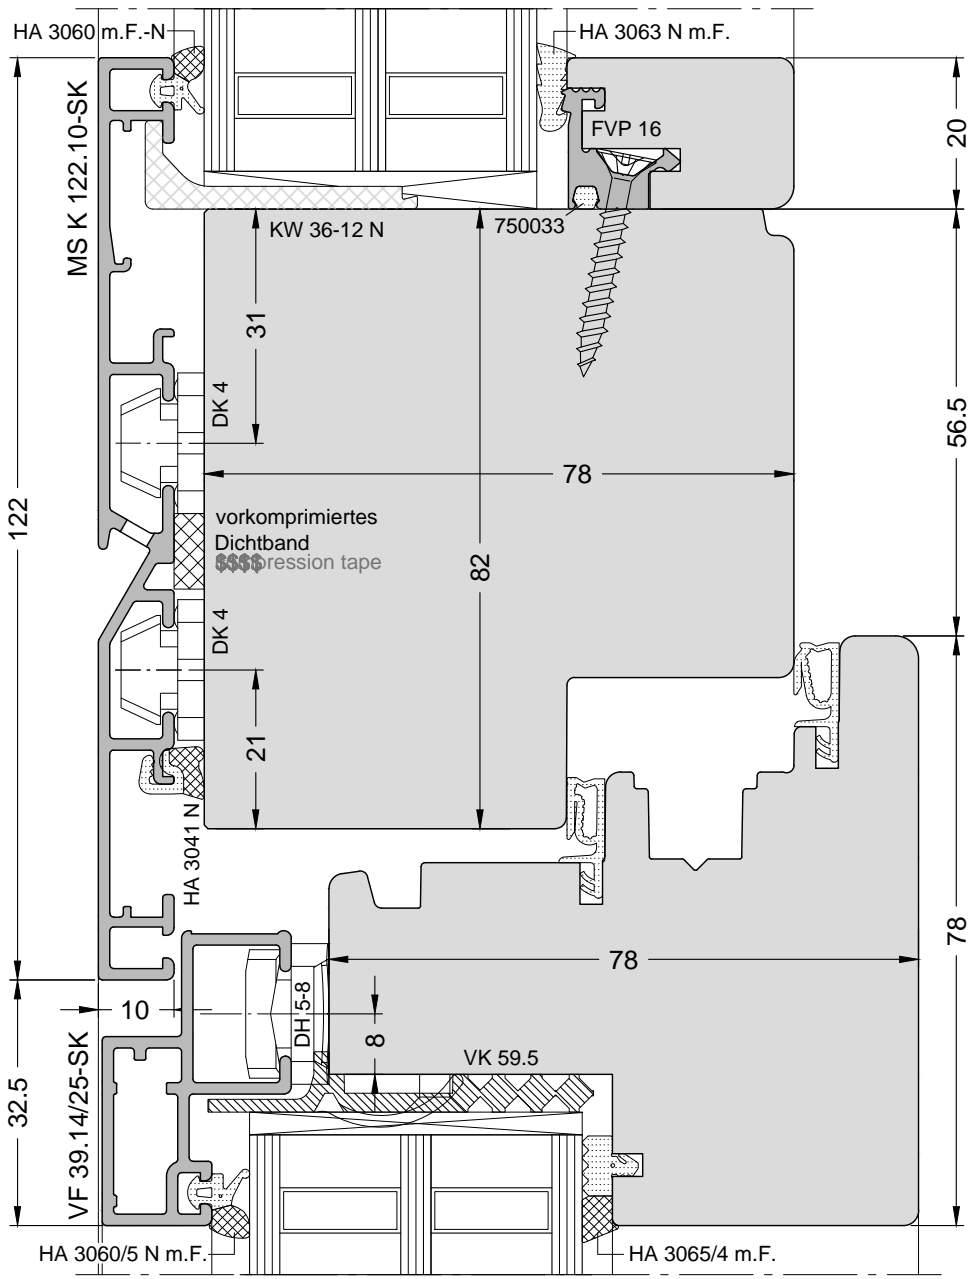 HA 3060 m.F.-N
HA 3063 N m.F.
MS K 122.10-SK
FVP 16
20
KW 36-12 N
750033
31
DK 4
56.5
78
122
vorkomprimiertes
Dichtband
pression tape
82
DK 4
21
HA 3041 N
78
78
10
DH 5-8
8
VK 59.5
32.5
VF 39.14/25-SK
HA 3060/5 N m.F.
HA 3065/4 m.F.